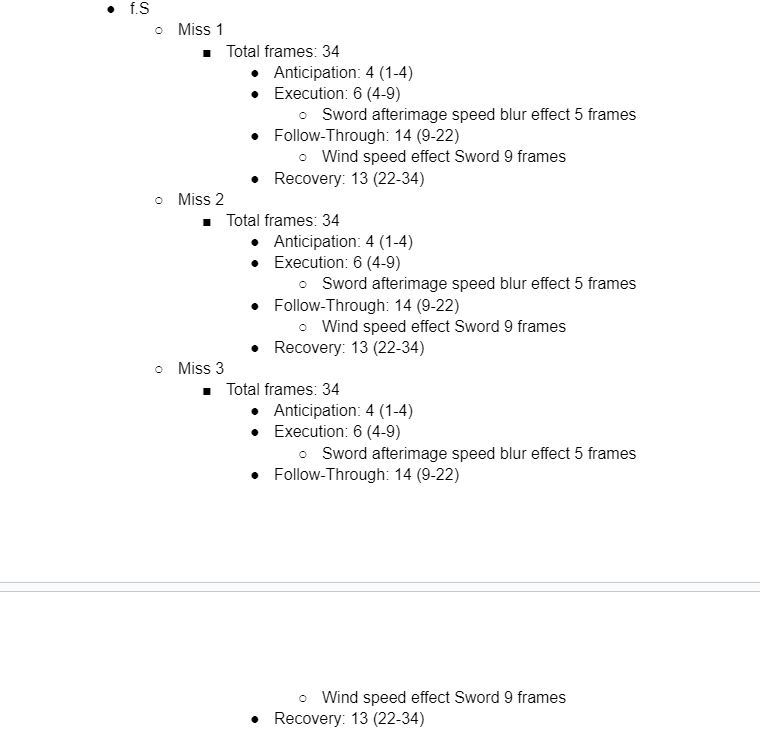 f.S
Miss 1
Total frames: 34
Anticipation: 4 (1-4)
Execution: 6 (4-9)
Sword afterimage speed blur effect 5 frames
Follow-Through: 14 (9-22)
Wind speed effect Sword 9 frames
Recovery: 13 (22-34)
Miss 2
Total frames: 34
Anticipation: 4 (1-4)
Execution: 6 (4-9)
Sword afterimage speed blur effect 5 frames
Follow-Through: 14 (9-22)
Wind speed effect Sword 9 frames
Recovery: 13 (22-34)
Miss 3
Total frames: 34
Anticipation: 4 (1-4)
Execution: 6 (4-9)
Sword afterimage speed blur effect 5 frames
Follow-Through: 14 (9-22)
Wind speed effect Sword 9 frames
Recovery: 13 (22-34)